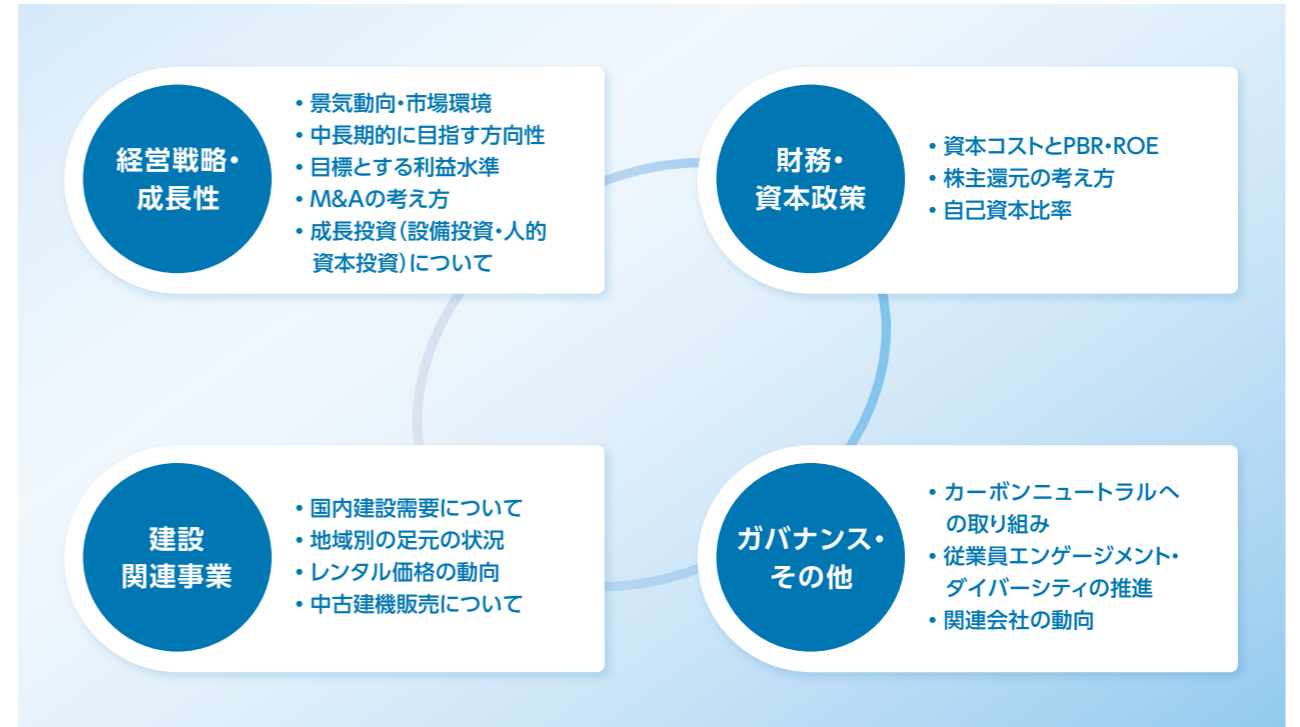 経営戦略・
成長性
・景気動向・市場環境
・中長期的に目指す方向性
・目標とする利益水準
・M&Aの考え方
・成長投資（設備投資・人的
資本投資）について
財務・
資本政策
・資本コストとPBR・ROE
・株主還元の考え方
・自己資本比率
建設
関連事業
・国内建設需要について
・地域別の足元の状況
・レンタル価格の動向
・中古建機販売について
ガバナンス・
その他
・カーボンニュートラルへ
の取り組み
・従業員エンゲージメント・
ダイバーシティの推進
・関連会社の動向